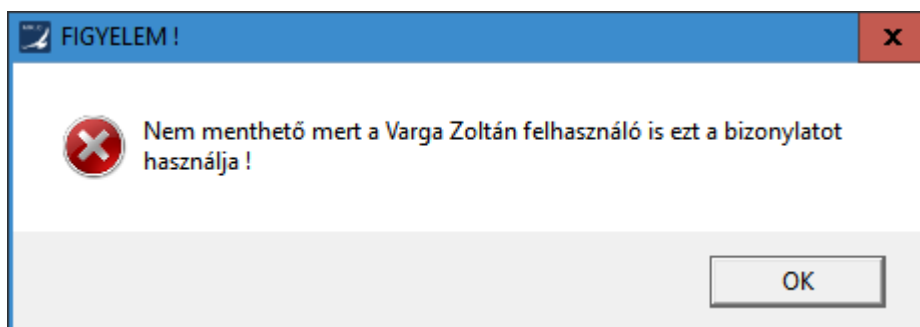 FIGYELEM !
Nem menthető mert a Varga Zoltán felhasználó is ezt a bizonylatot
használja !
OK